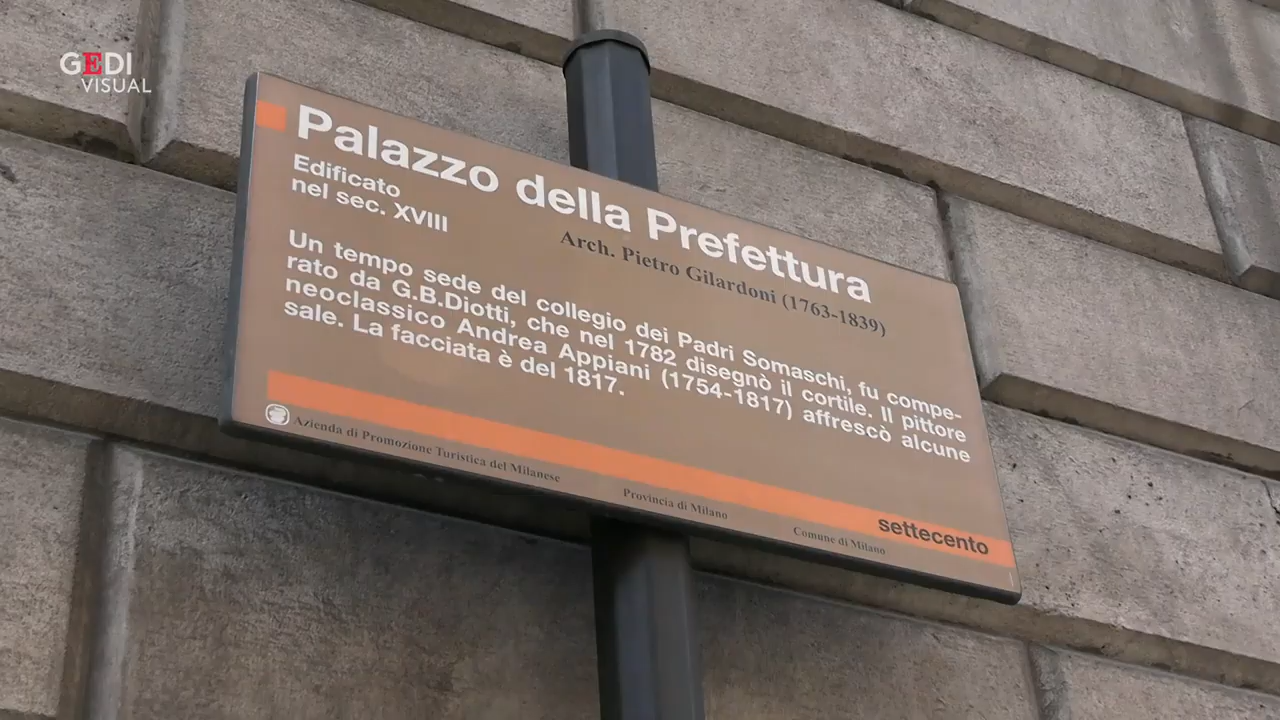 GEDI
VISUAL
Palazzo della Prefettura
Edificato
nel sec. XVIII
Arch. Pietro Gilardoni (1763-1839)
Un tempo sede del collegio dei Padri Somaschi, fu compe-
rato da G.B.Diotti, che nel 1782 disegnò il cortile. Il pittore
neoclassico Andrea Appiani (1754-1817) affrescò alcune
sale. La facciata è del 1817.
settecento
Azienda di Promozione Turistica del Milanese
Provincia di Milano
Comune di Milano